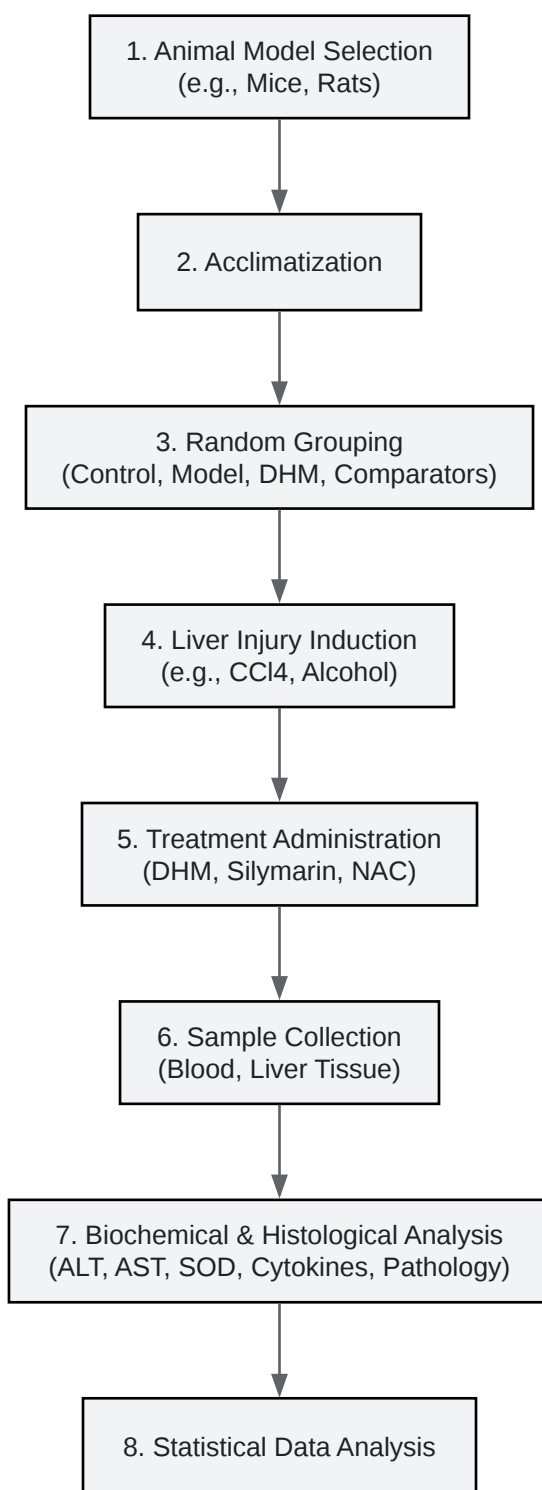 1. Animal Model Selection
(e.g., Mice, Rats)
2. Acclimatization
3. Random Grouping
(Control, Model, DHM, Comparators)
4. Liver Injury Induction
(e.g., CCl4, Alcohol)
5. Treatment Administration
(DHM, Silymarin, NAC)
6. Sample Collection
(Blood, Liver Tissue)
7. Biochemical & Histological Analysis
(ALT, AST, SOD, Cytokines, Pathology)
8. Statistical Data Analysis